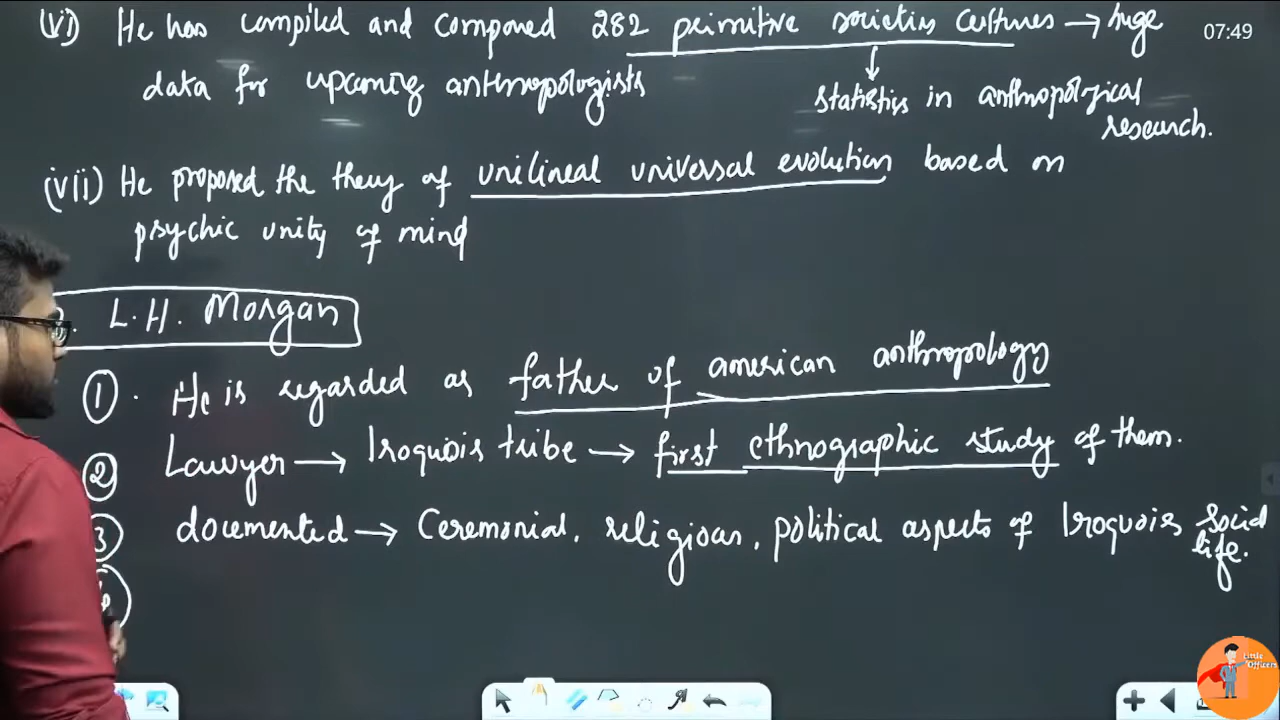 (vi) He has compiled and compared 282 primitive societies cultures → huge
07:49
data for upcoming anthropologists
statistics in anthropological
research.
(vii) He proposed the theory of unilineal universal evolution based on
psychic unity of mind
L.H. Morgan
① . He is regarded as father of american anthropology
② Lawyer → Iroquois tribe → first ethnographic study of them.
3 documented → Ceremonial, religious, political aspects of Iroquois social
life.
Little
Officers